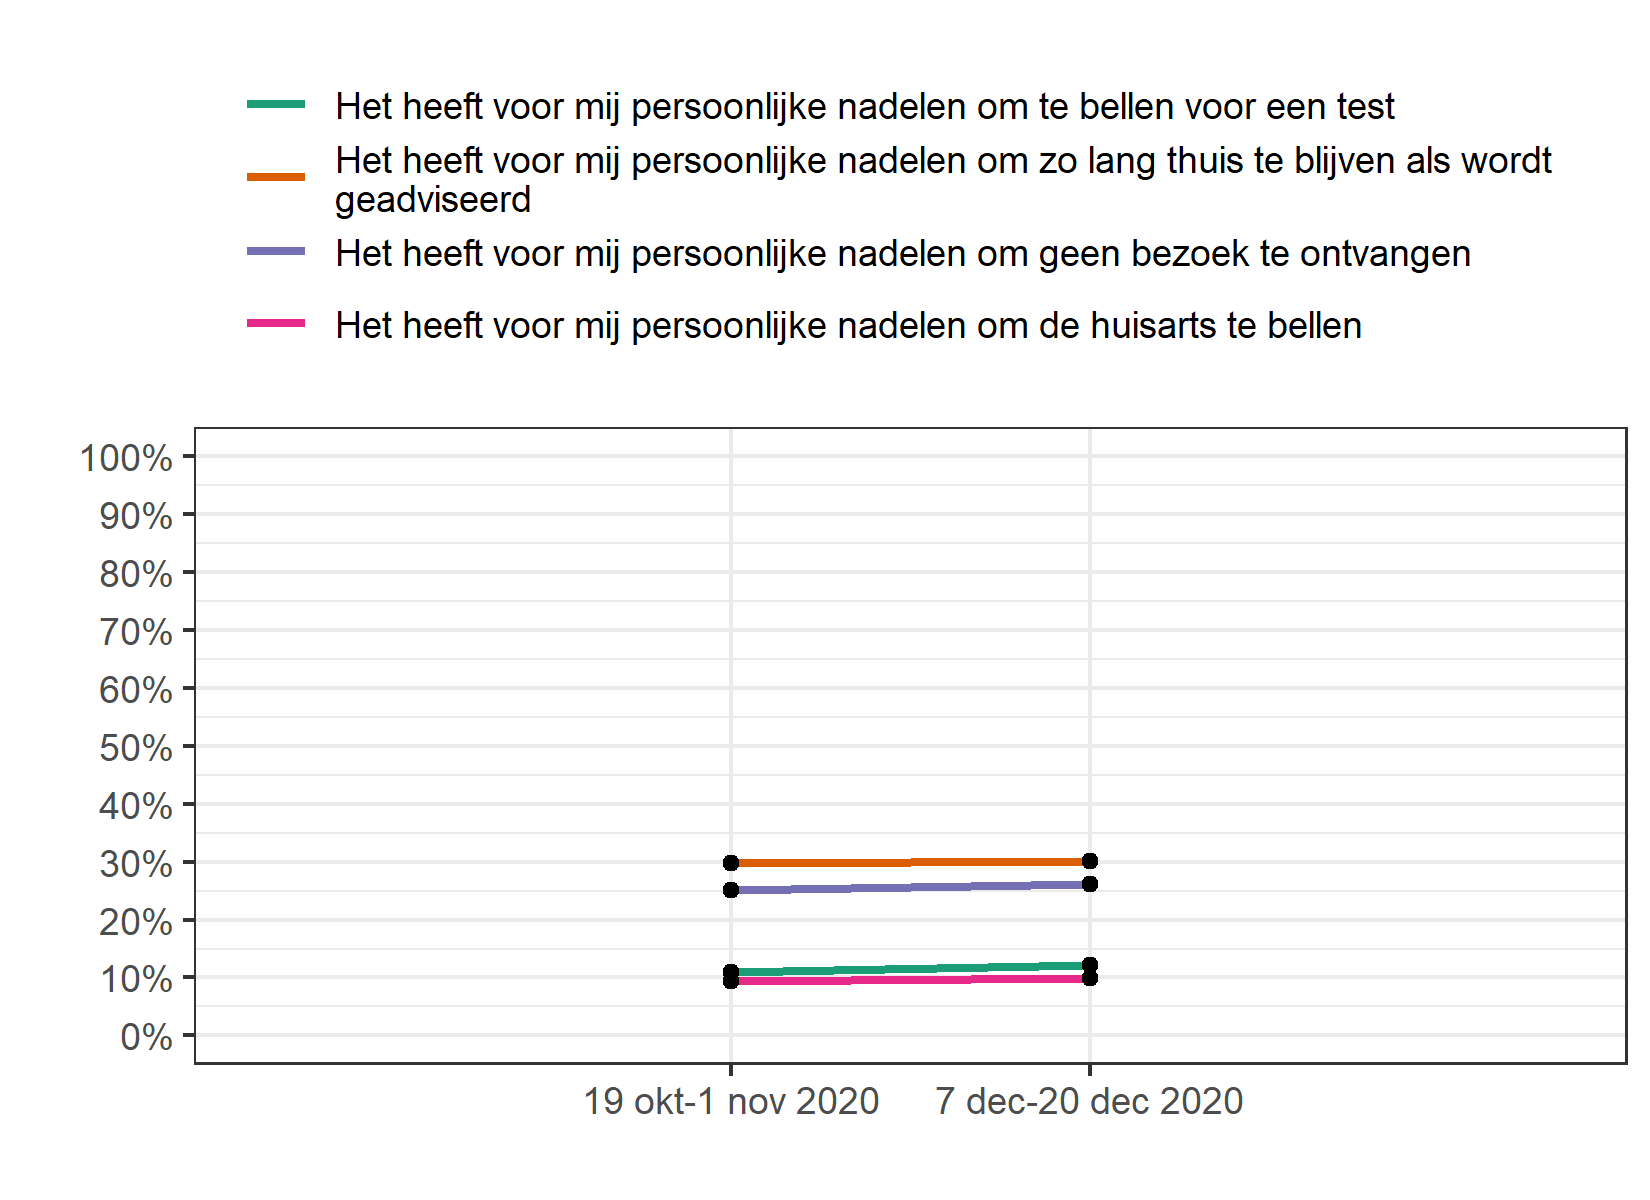 Het heeft voor mij persoonlijke nadelen om te bellen voor een test
Het heeft voor mij persoonlijke nadelen om zo lang thuis te blijven als wordt
geadviseerd
Het heeft voor mij persoonlijke nadelen om geen bezoek te ontvangen
Het heeft voor mij persoonlijke nadelen om de huisarts te bellen
100%
90%
80%
70%
60%
50%
40%
30%
20%
10%
0%
19 okt-1 nov 2020
7 dec-20 dec 2020